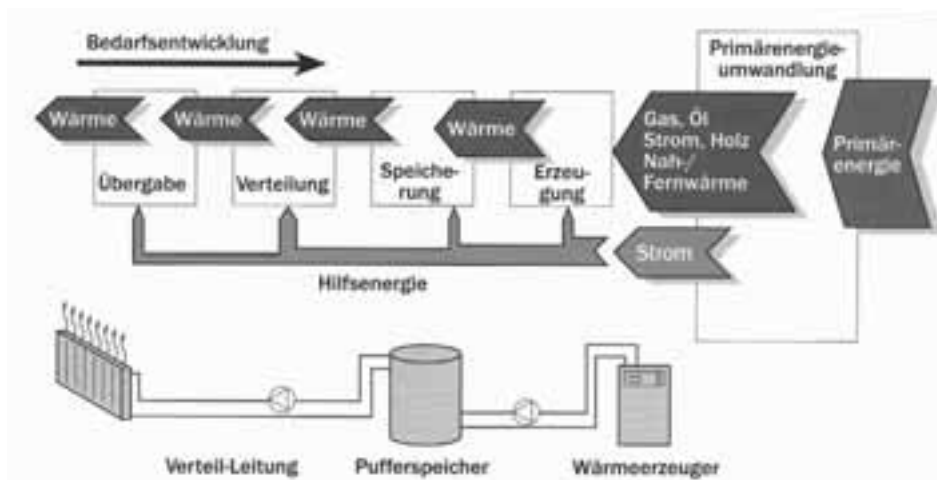 Bedarfsentwicklung
Primärenergie-
umwandlung
Wärme
Wärme
Wärme
Wärme
Gas, Öl
Strom, Holz
Nah-/
Fernwärme
Primär-
energie
Übergabe
Verteilung
Speiche-
rung
Erzeu-
gung
Strom
Hilfsenergie
Verteil-Leitung
Pufferspeicher
Wärmeerzeuger